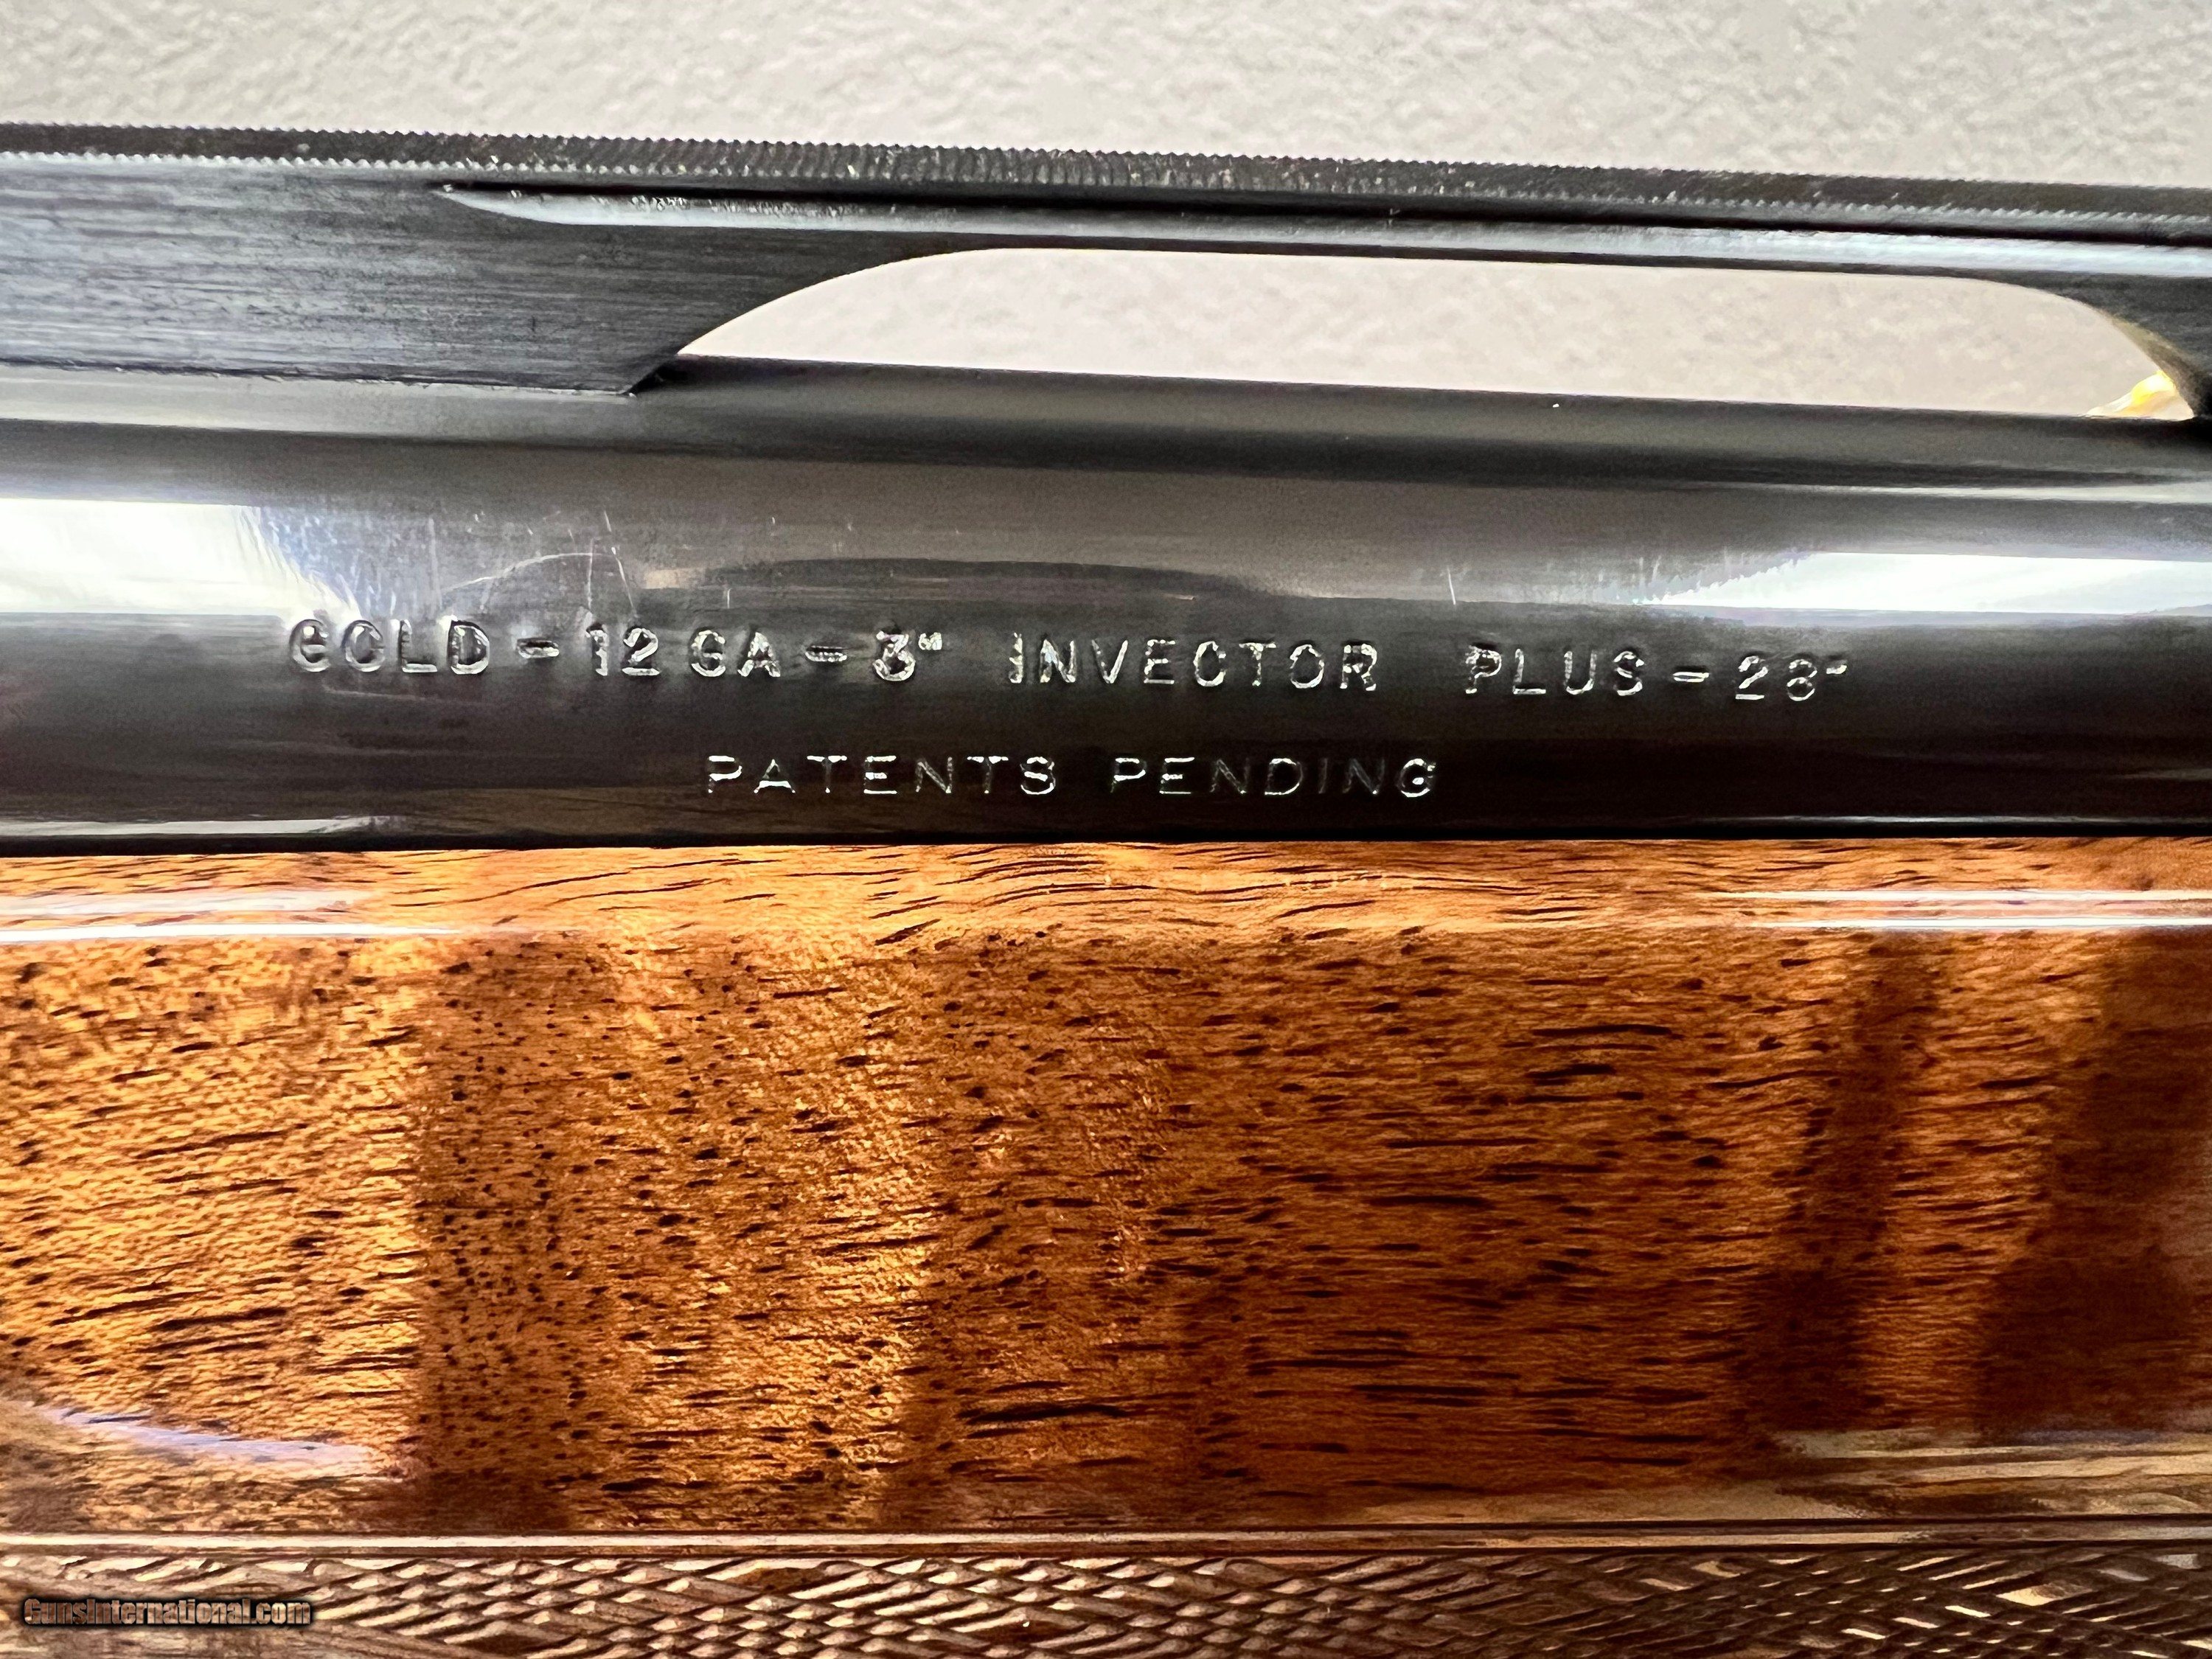 GOLD - 12 GA - 3" INVECTOR PLUS - 28"
PATENTS PENDING
GunsInternational.com